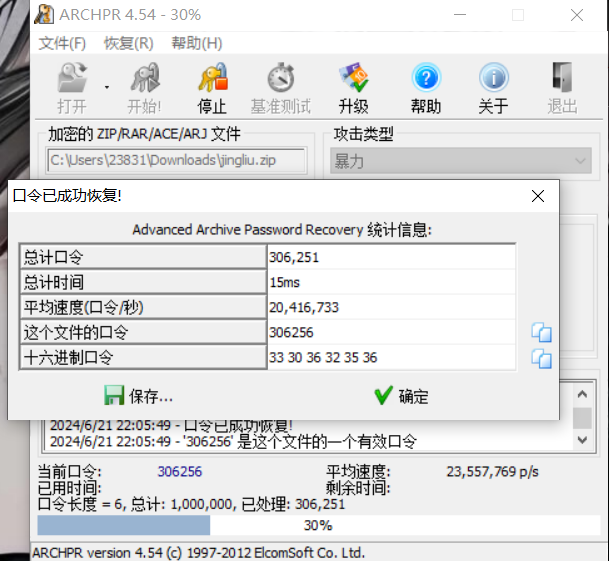 ARCHPR 4.54 - 30%
文件(F) 恢复(R) 帮助(H)
打开 开始! 停止 基准测试 升级 帮助 关于 退出
加密的 ZIP/RAR/ACE/ARJ 文件 攻击类型
C:\Users\23831\Downloads\jingliu.zip 暴力
口令已成功恢复!
Advanced Archive Password Recovery 统计信息:
总计口令 306,251
总计时间 15ms
平均速度(口令/秒) 20,416,733
这个文件的口令 306256
十六进制口令 33 30 36 32 35 36
保存... 确定
2024/6/21 22:05:49 - 口令已成功恢复!
2024/6/21 22:05:49 - '306256' 是这个文件的一个有效口令
当前口令: 306256 平均速度: 23,557,769 p/s
已用时间: 剩余时间:
口令长度 = 6, 总计: 1,000,000, 已处理: 306,251
30%
ARCHPR version 4.54 (c) 1997-2012 ElcomSoft Co. Ltd.